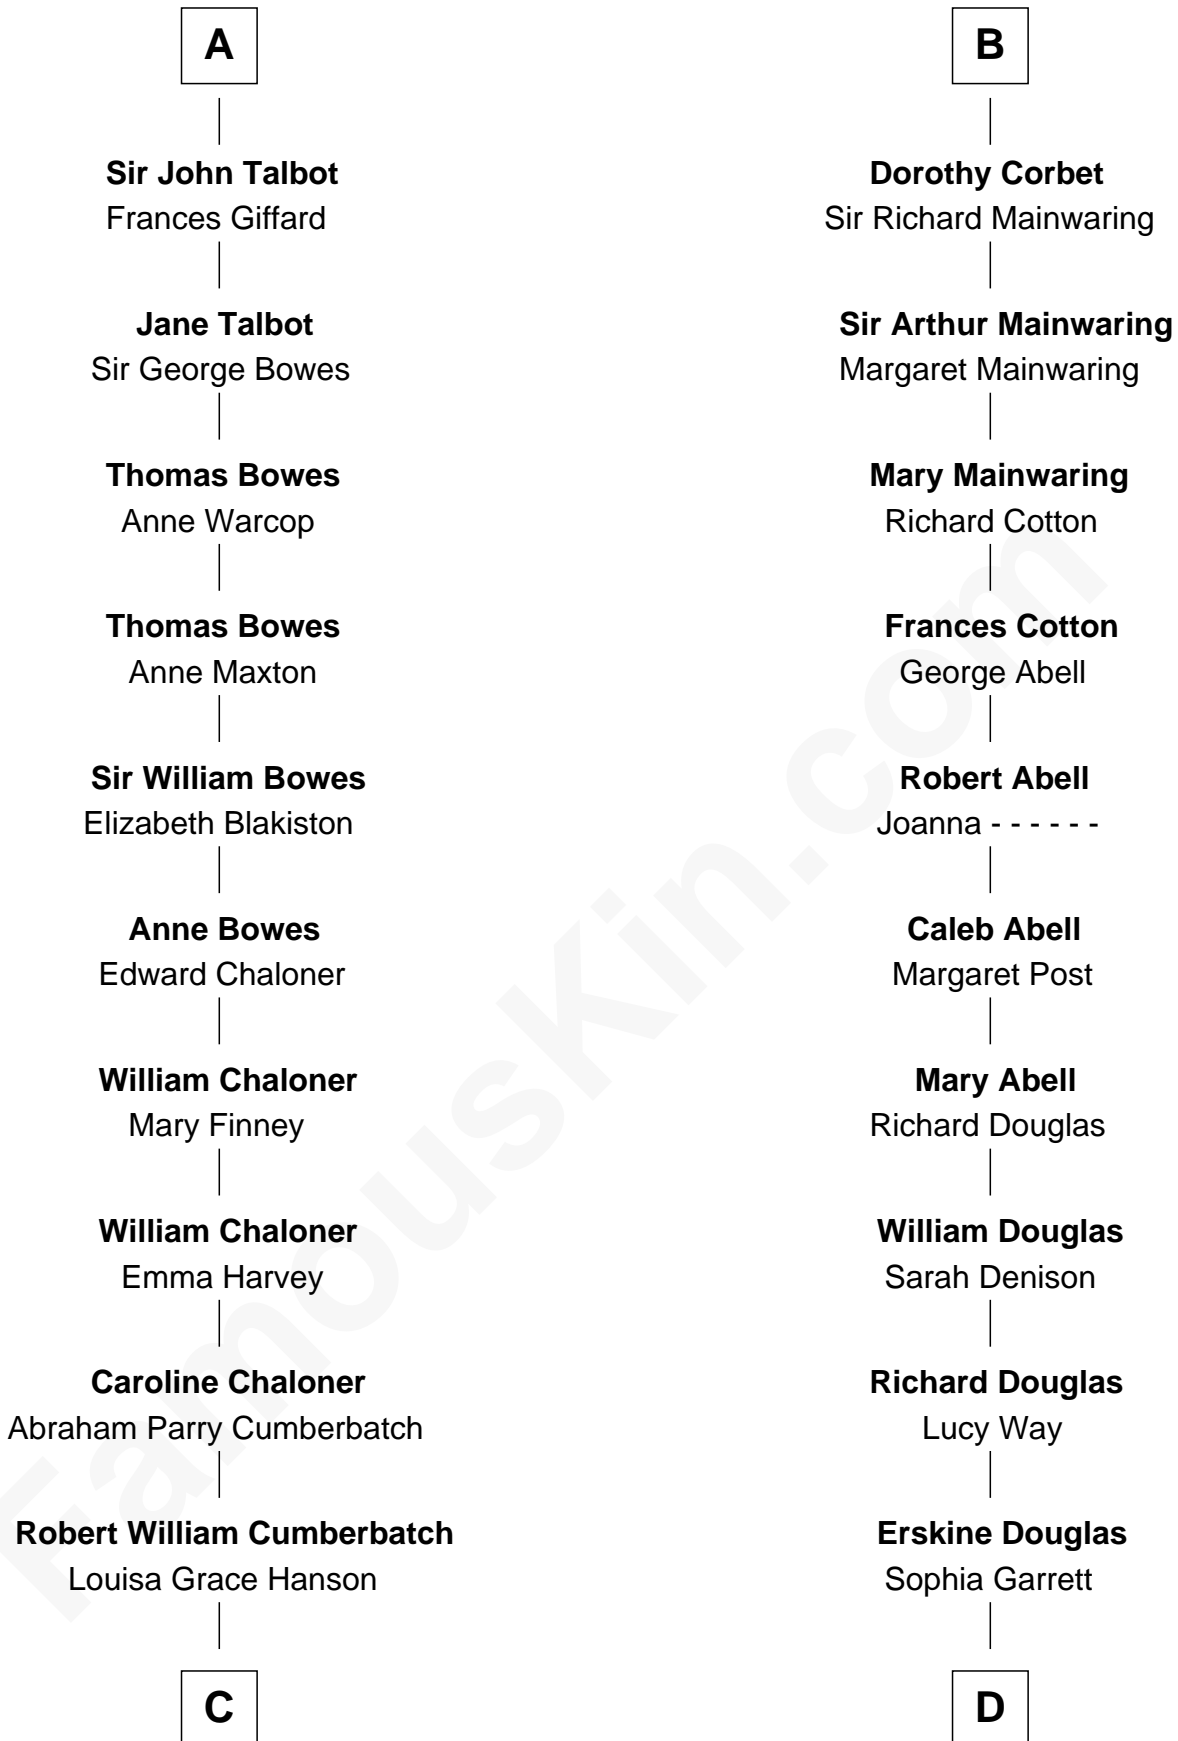 A
Sir John Talbot
Frances Giffard
Jane Talbot
Sir George Bowes
Thomas Bowes
Anne Warcop
Thomas Bowes
Anne Maxton
Sir William Bowes
Elizabeth Blakiston
Anne Bowes
Edward Chaloner
William Chaloner
Mary Finney
William Chaloner
Emma Harvey
Caroline Chaloner
Abraham Parry Cumberbatch
Robert William Cumberbatch
Louisa Grace Hanson
C
B
Dorothy Corbet
Sir Richard Mainwaring
Sir Arthur Mainwaring
Margaret Mainwaring
Mary Mainwaring
Richard Cotton
Frances Cotton
George Abell
Robert Abell
Joanna - - - - - -
Caleb Abell
Margaret Post
Mary Abell
Richard Douglas
William Douglas
Sarah Denison
Richard Douglas
Lucy Way
Erskine Douglas
Sophia Garrett
D
FamousKin.com